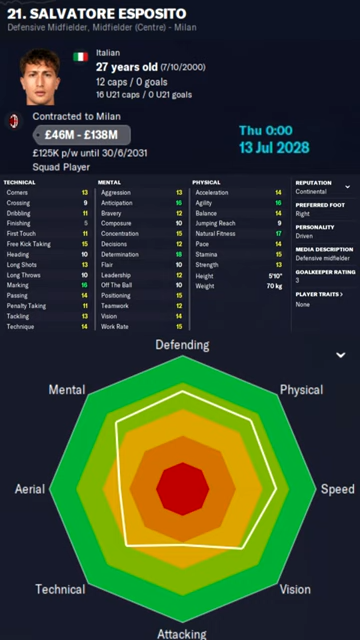 21. SALVATORE ESPOSITO
Defensive Midfielder, Midfielder (Centre) - Milan
Italian
27 years old (7/10/2000)
12 caps / 0 goals
16 U21 caps / 0 U21 goals
Contracted to Milan
£46M - £138M
£125K p/w until 30/6/2031
Squad Player
Thu 0:00
13 Jul 2028
TECHNICAL MENTAL PHYSICAL REPUTATION
Corners 13 Aggression 13 Acceleration 14 Continental
Crossing 9 Anticipation 16 Agility 16
Dribbling 11 Bravery 12 Balance 14 PREFERRED FOOT
Finishing 5 Composure 10 Jumping Reach 9 Right
First Touch 11 Concentration 15 Natural Fitness 17
Free Kick Taking 15 Decisions 12 Pace 14 PERSONALITY
Heading 10 Determination 18 Stamina 15 Driven
Long Shots 13 Flair 10 Strength 13
Long Throws 10 Leadership 12 Height 5'10" MEDIA DESCRIPTION
Marking 16 Off The Ball 10 Weight 70 kg Defensive midfielder
Passing 14 Positioning 15 GOALKEEPER RATING
Penalty Taking 11 Teamwork 12 3
Tackling 13 Vision 14 PLAYER TRAITS >
Technique 14 Work Rate 15 None
Defending
Mental Physical
Aerial Speed
Technical Vision
Attacking